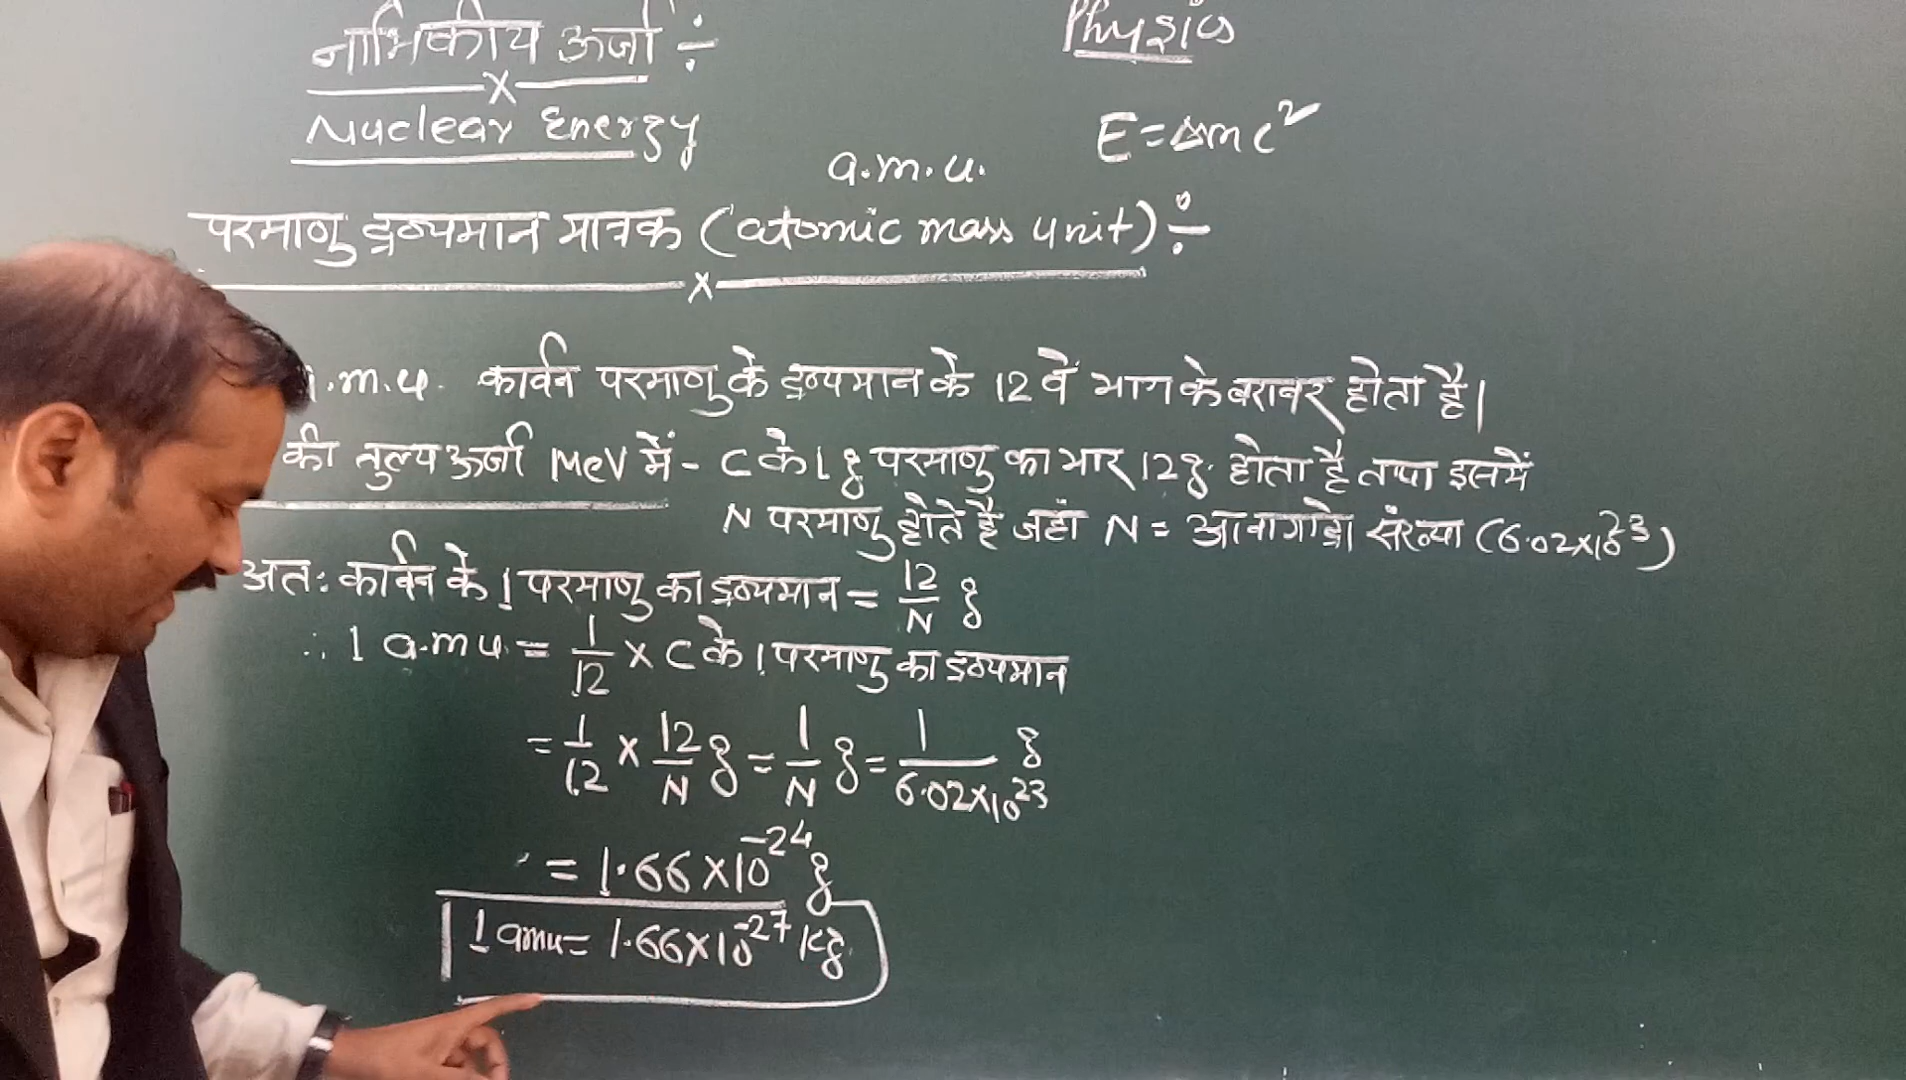 नाभिकीय ऊर्जा ÷
Physics
Nuclear Energy
E=Δmc²
a.m.u.
परमाणु द्रव्यमान मात्रक (atomic mass unit) ÷
.m.u. कार्बन परमाणु के द्रव्यमान के 12 वें भाग के बराबर होता है।
की तुल्य ऊर्जा MeV में - C के 1g परमाणु का भार 12g. होता है तथा इसमें
N परमाणु होते है जहां N = आवागाद्रो संख्या (6.02×10²³)
अतः कार्बन के 1 परमाणु का द्रव्यमान = 12/N g
∴ 1 a.m.u. = 1/12 × C के 1 परमाणु का द्रव्यमान
= 1/12 × 12/N g = 1/N g = 1/6.02×10²³ g
= 1.66×10⁻²⁴ g
1 amu = 1.66×10⁻²⁷ kg.